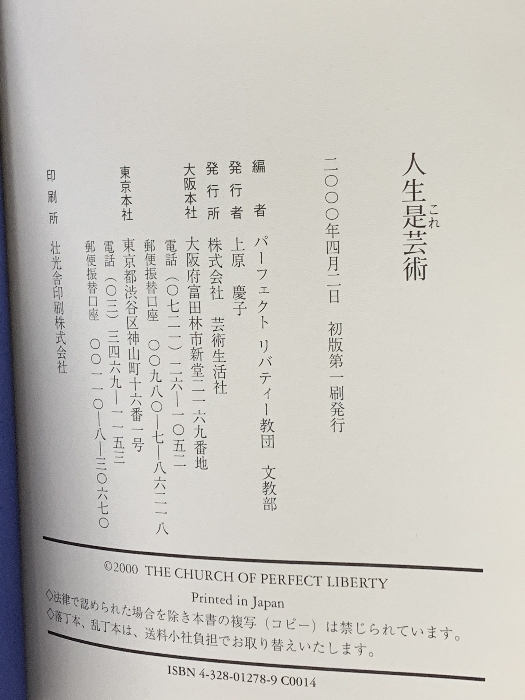 人生是芸術
これ
二〇〇〇年四月二日　初版第一刷発行
編者　パーフェクト リバティー教団　文教部
発行者　上原　慶子
発行所　株式会社　芸術生活社
大阪本社　大阪府富田林市新堂二一六九番地
電話（〇七二一）二六―一〇五二
郵便振替口座　〇〇九八〇―七―八六二一八
東京本社　東京都渋谷区神山町十六番一号
電話（〇三）三四六九―一一五三
郵便振替口座　〇〇一一〇―八―三〇六七〇
印刷所　壮光舎印刷株式会社
©2000 THE CHURCH OF PERFECT LIBERTY
Printed in Japan
◇法律で認められた場合を除き本書の複写（コピー）は禁じられています。
◇落丁本、乱丁本は、送料小社負担でお取り替えいたします。
ISBN 4-328-01278-9 C0014